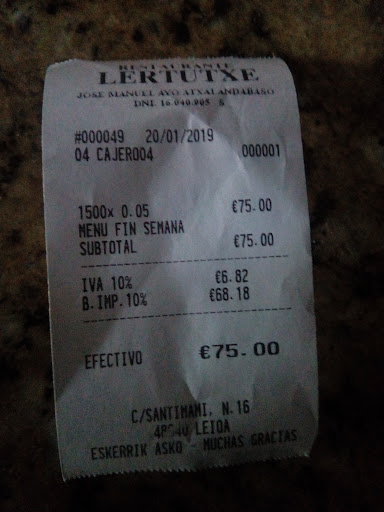 RESTAURANTE
LERTUTXE
JOSE MANUEL AVO ATXALANDABASO
DNI. 16.040.905 S
#000049 20/01/2019
04 CAJERO04 000001
1500x 0.05 €75.00
MENU FIN SEMANA
SUBTOTAL €75.00
IVA 10% €6.82
B.IMP.10% €68.18
EFECTIVO €75.00
C/SANTIMAMI, N.16
LEIOA
ESKERRIK ASKO - MUCHAS GRACIAS